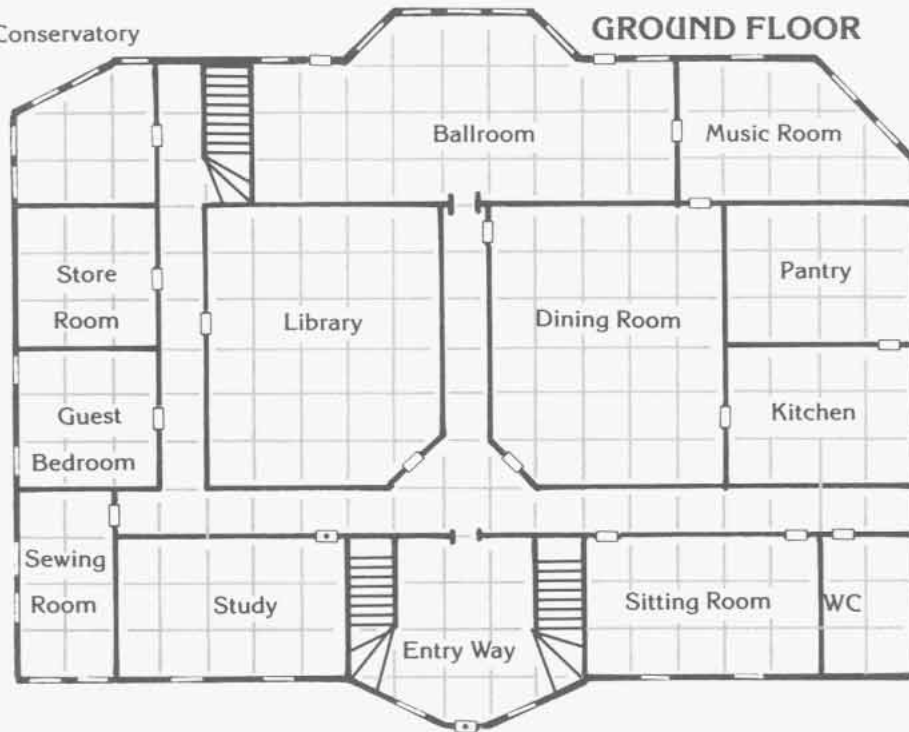 GROUND FLOOR
Conservatory
Ballroom
Music Room
Store
Room
Library
Dining Room
Pantry
Guest
Bedroom
Kitchen
Sewing
Room
Study
Entry Way
Sitting Room
WC